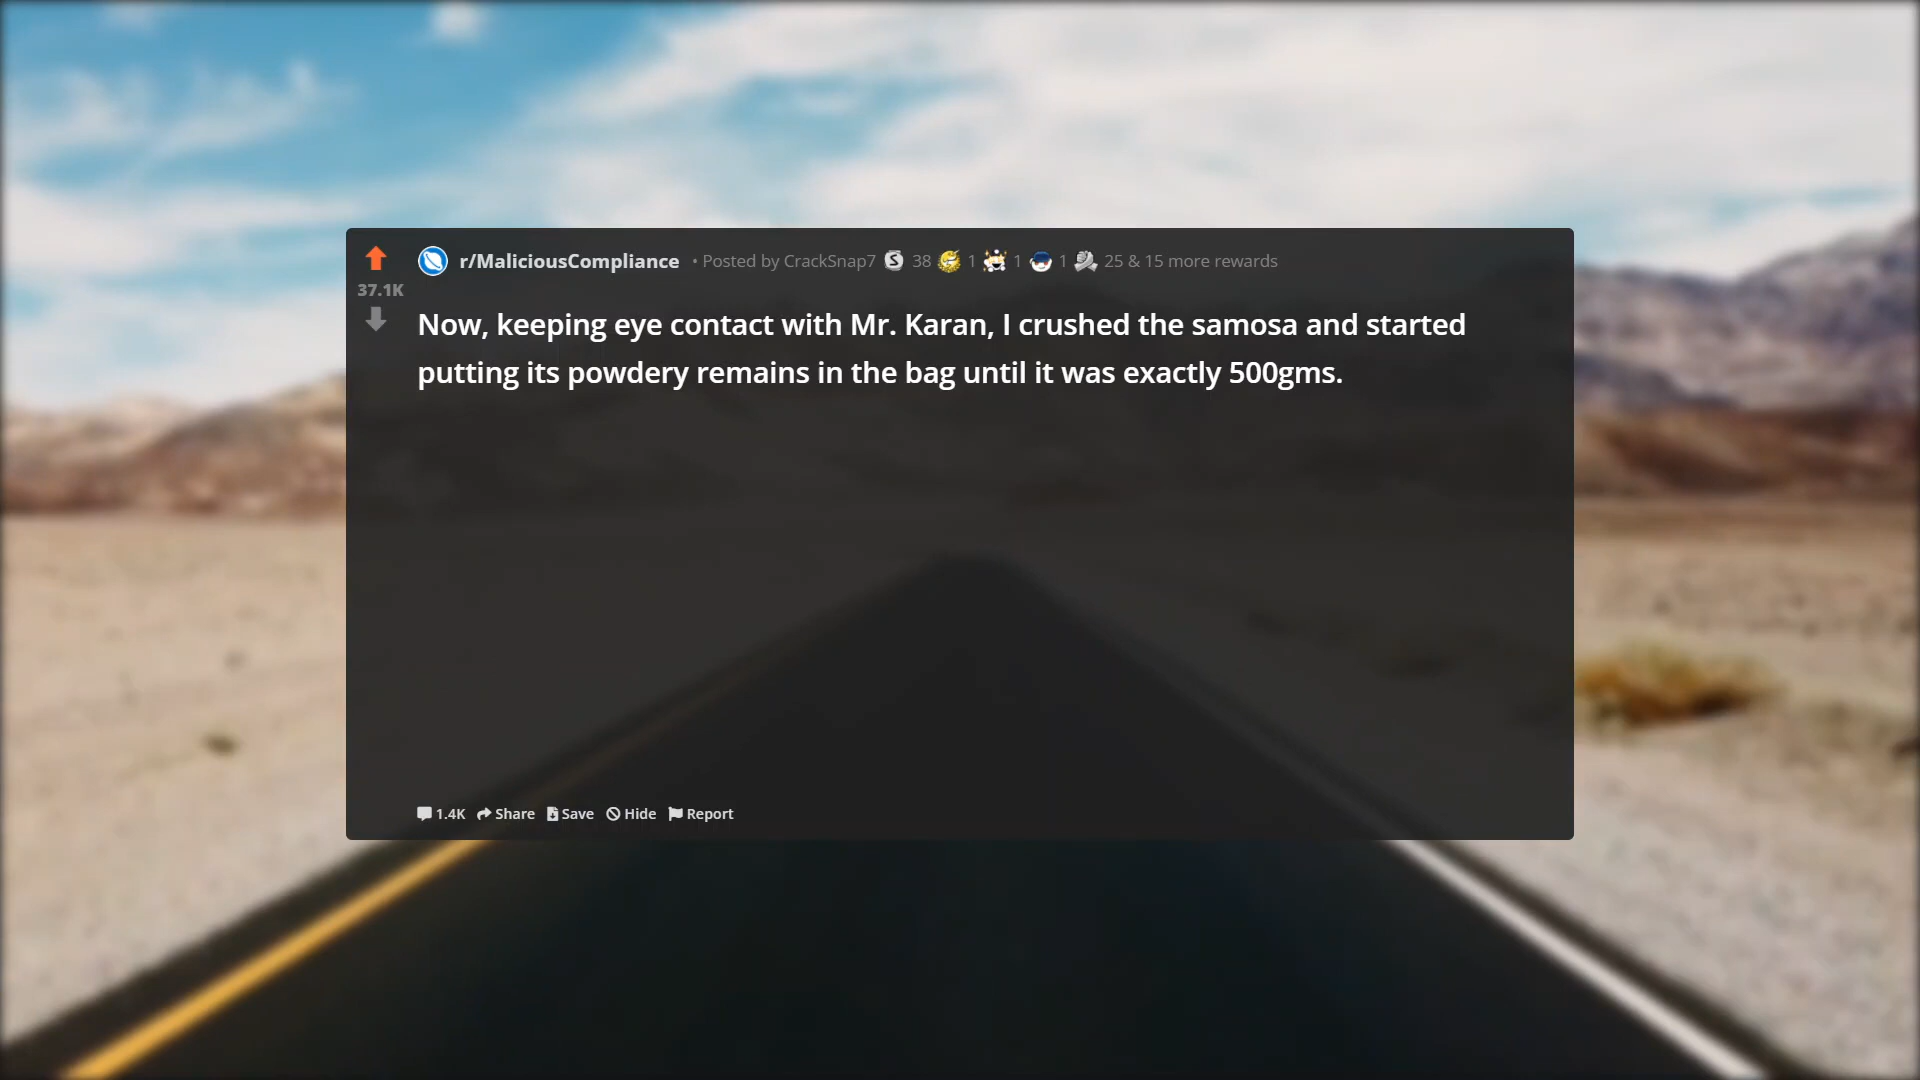 r/MaliciousCompliance • Posted by CrackSnap7 38 1 1 1 25 & 15 more rewards
37.1K
Now, keeping eye contact with Mr. Karan, I crushed the samosa and started
putting its powdery remains in the bag until it was exactly 500gms.
1.4K Share Save Hide Report